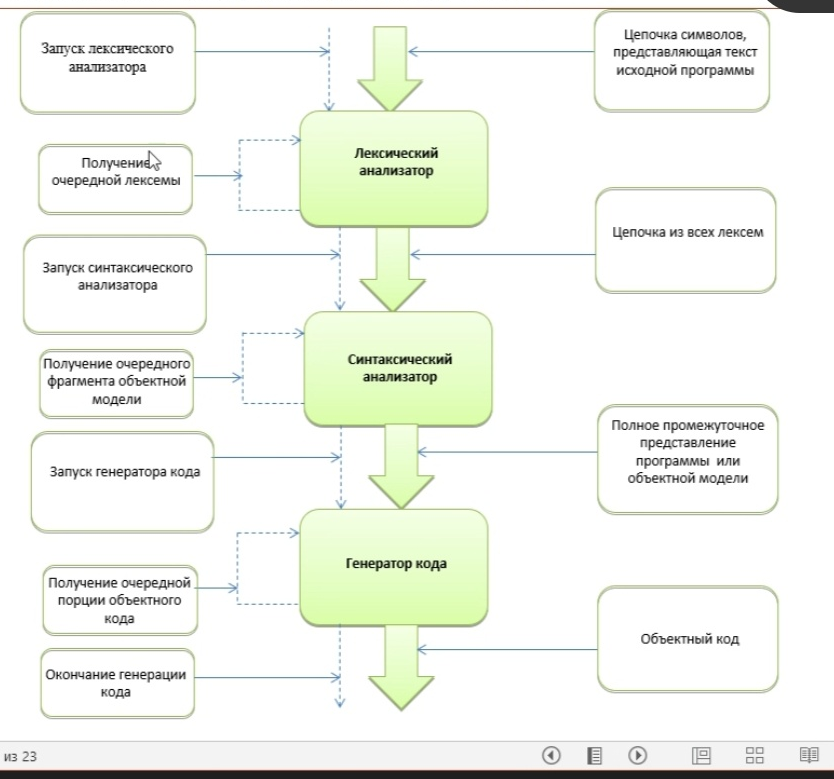 Запуск лексического
анализатора
Цепочка символов,
представляющая текст
исходной программы
Лексический
анализатор
Получение
очередной лексемы
Цепочка из всех лексем
Запуск синтаксического
анализатора
Синтаксический
анализатор
Получение очередного
фрагмента объектной
модели
Полное промежуточное
представление
программы или
объектной модели
Запуск генератора кода
Генератор кода
Получение очередной
порции объектного
кода
Объектный код
Окончание генерации
кода
из 23